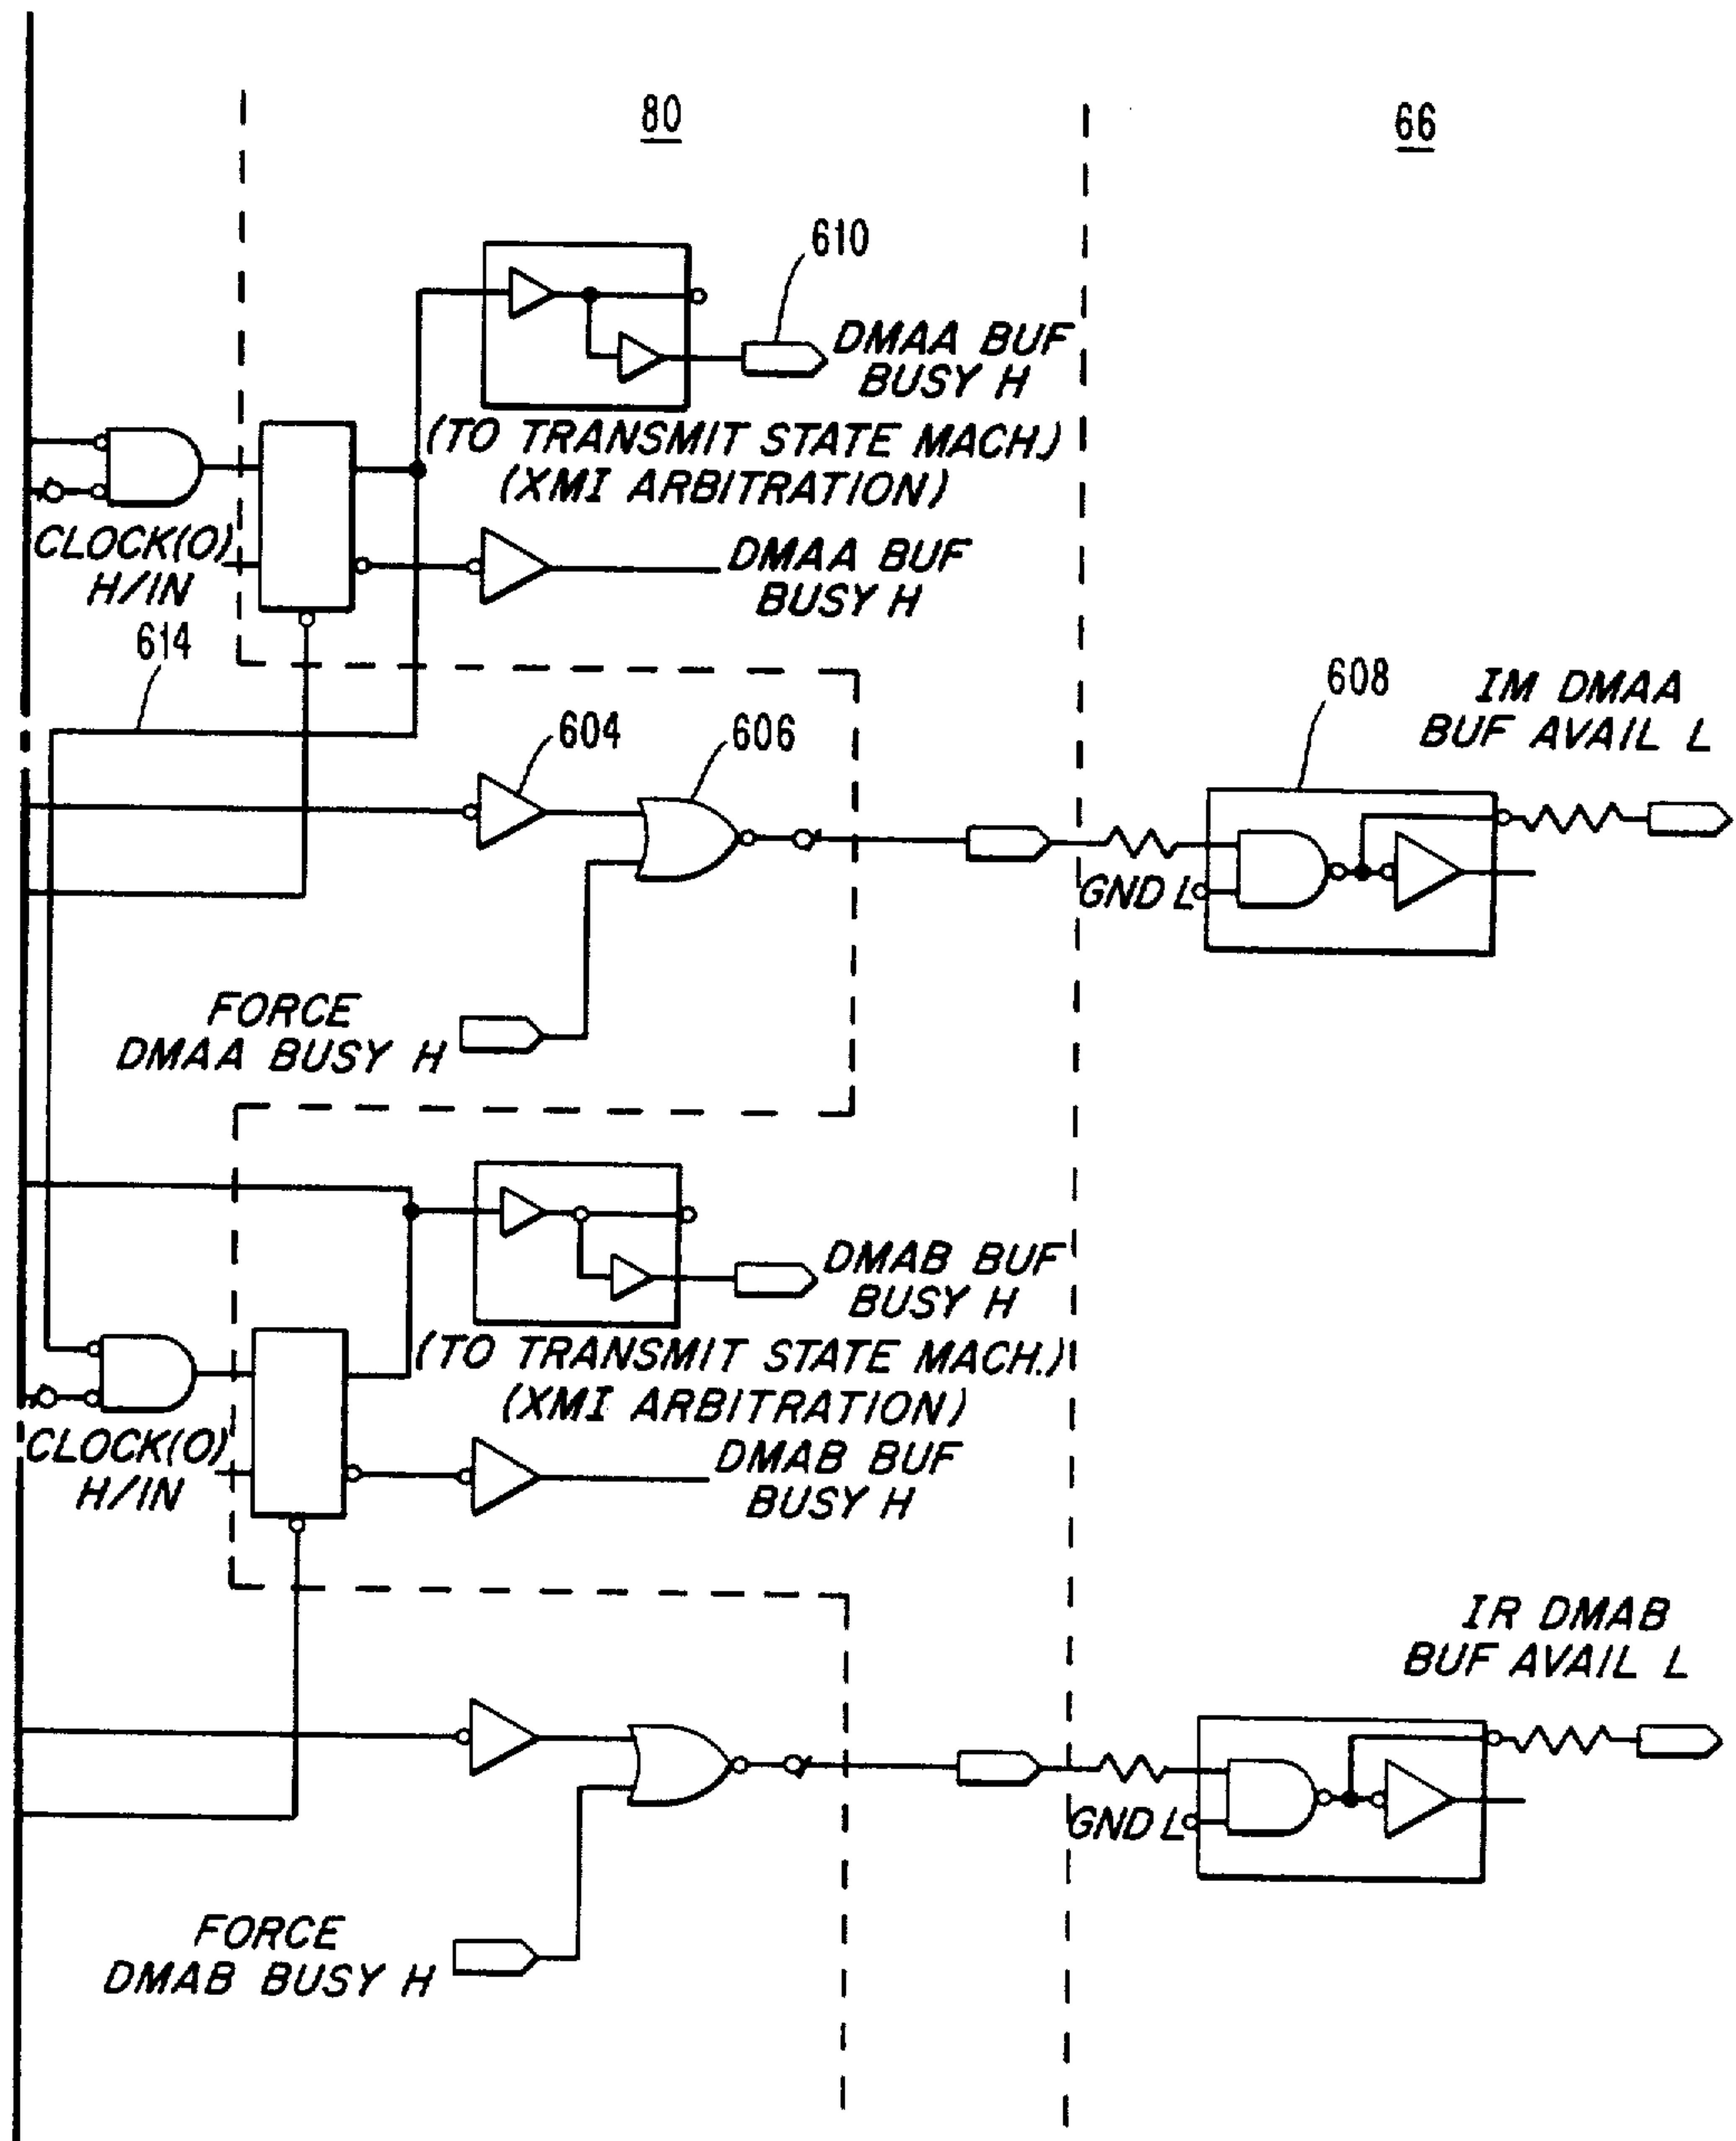 80
66
610
DMAA BUF
BUSY H
(TO TRANSMIT STATE MACH.)
(XMI ARBITRATION)
CLOCK(0)
H/IN
DMAA BUF
BUSY H
614
604
606
608
IM DMAA
BUF AVAIL L
GND L
FORCE
DMAA BUSY H
DMAB BUF
BUSY H
(TO TRANSMIT STATE MACH.)
(XMI ARBITRATION)
CLOCK(0)
H/IN
DMAB BUF
BUSY H
IR DMAB
BUF AVAIL L
GND L
FORCE
DMAB BUSY H